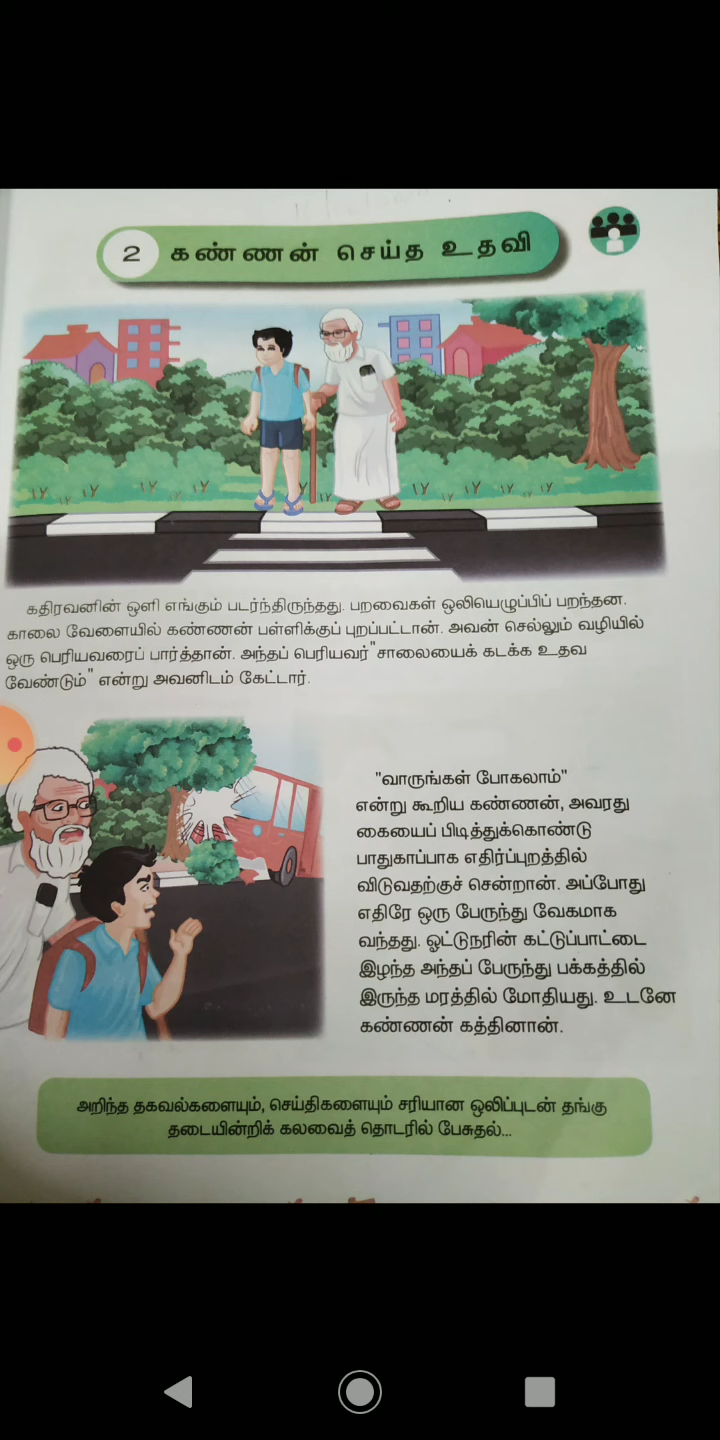 2 கண்ணன் செய்த உதவி
கதிரவனின் ஒளி எங்கும் படர்ந்திருந்தது. பறவைகள் ஒலியெழுப்பிப் பறந்தன.
காலை வேளையில் கண்ணன் பள்ளிக்குப் புறப்பட்டான். அவன் செல்லும் வழியில்
ஒரு பெரியவரைப் பார்த்தான். அந்தப் பெரியவர் "சாலையைக் கடக்க உதவ
வேண்டும்" என்று அவனிடம் கேட்டார்.
"வாருங்கள் போகலாம்"
என்று கூறிய கண்ணன், அவரது
கையைப் பிடித்துக்கொண்டு
பாதுகாப்பாக எதிர்ப்புறத்தில்
விடுவதற்குச் சென்றான். அப்போது
எதிரே ஒரு பேருந்து வேகமாக
வந்தது. ஓட்டுநரின் கட்டுப்பாட்டை
இழந்த அந்தப் பேருந்து பக்கத்தில்
இருந்த மரத்தில் மோதியது. உடனே
கண்ணன் கத்தினான்.
அறிந்த தகவல்களையும், செய்திகளையும் சரியான ஒலிப்புடன் தங்கு
தடையின்றிக் கலவைத் தொடரில் பேசுதல்...